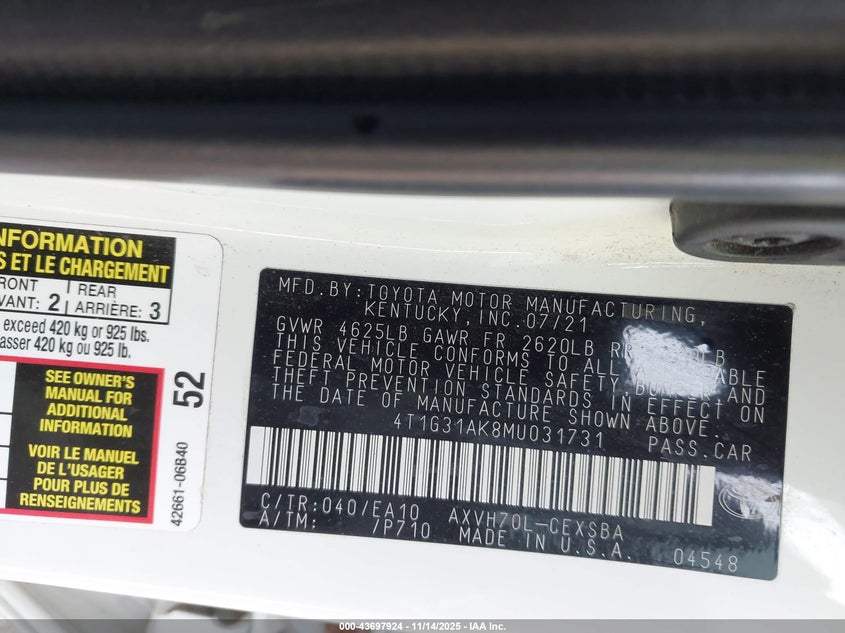 NFORMATION
S ET LE CHARGEMENT
FRONT REAR
VANT: 2 ARRIÈRE: 3
exceed 420 kg or 925 lbs.
asser 420 kg ou 925 lb.
SEE OWNER'S
MANUAL FOR
ADDITIONAL
INFORMATION
VOIR LE MANUEL
DE L'USAGER
POUR PLUS DE
RENSEIGNEMENTS
52
42661-06B40
MFD.BY:TOYOTA MOTOR MANUFACTURING,
KENTUCKY,INC.07/21
GVWR 4625LB GAWR FR 2620LB
THIS VEHICLE CONFORMS TO ALL
FEDERAL MOTOR VEHICLE SAFETY AND
THEFT PREVENTION STANDARDS IN EFFECT ON
THE DATE OF MANUFACTURE SHOWN ABOVE.
4T1G31AK8MU031731 PASS.CAR
C/TR:040/EA10 AXVH70L-CEXSBA
A/TM: /P710 MADE IN U.S.A. 04548
000-43697924 - 11/14/2025 - IAA Inc.